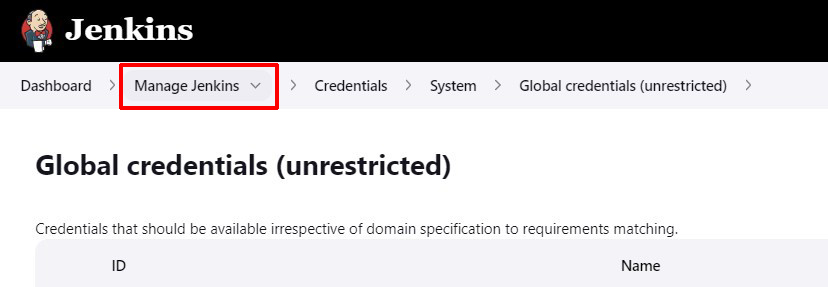 Jenkins
Dashboard > Manage Jenkins > Credentials > System > Global credentials (unrestricted) >
Global credentials (unrestricted)
Credentials that should be available irrespective of domain specification to requirements matching.
ID Name